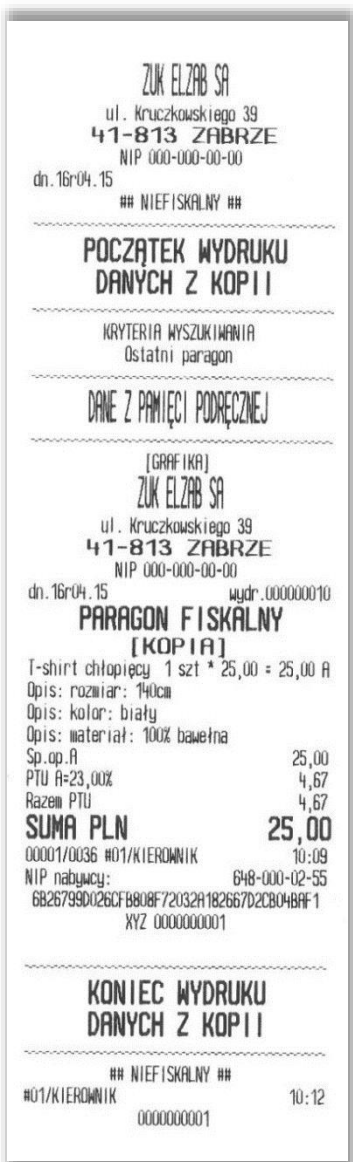 ZUK ELZAB SA
ul. Kruczkowskiego 39
41-813 ZABRZE
NIP 000-000-00-00
dn.16r04.15
## NIEFISKALNY ##
POCZĄTEK WYDRUKU
DANYCH Z KOPII
KRYTERIA WYSZUKIWANIA
Ostatni paragon
DANE Z PAMIĘCI PODRĘCZNEJ
[GRAFIKA]
ZUK ELZAB SA
ul. Kruczkowskiego 39
41-813 ZABRZE
NIP 000-000-00-00
dn.16r04.15 wydr.000000010
PARAGON FISKALNY
[KOPIA]
T-shirt chłopięcy 1 szt * 25,00 = 25,00 A
Opis: rozmiar: 140cm
Opis: kolor: biały
Opis: materiał: 100% bawełna
Sp.op.A 25,00
PTU A=23,00% 4,67
Razem PTU 4,67
SUMA PLN 25,00
00001/0036 #01/KIEROWNIK 10:09
NIP nabywcy: 648-000-02-55
6B26799D026CFB808F72032A182667D2CB04BAF1
XYZ 0000000001
KONIEC WYDRUKU
DANYCH Z KOPII
## NIEFISKALNY ##
#01/KIEROWNIK 10:12
0000000001